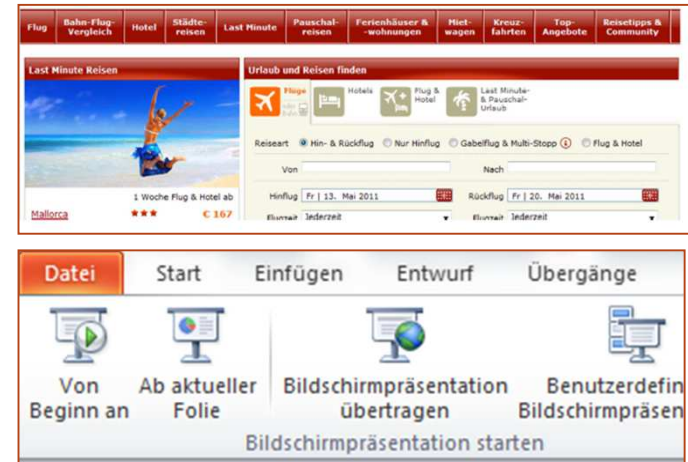 Flug Bahn-Flug-Vergleich Hotel Städte-reisen Last Minute Pauschal-reisen Ferienhäuser & -wohnungen Miet-wagen Kreuz-fahrten Top-Angebote Reisetipps & Community
Last Minute Reisen
1 Woche Flug & Hotel ab
Mallorca ★★★ € 167
Urlaub und Reisen finden
Flüge
Hotels
Flug & Hotel
Last Minute- & Pauschal-Urlaub
Reiseart Hin- & Rückflug Nur Hinflug Gabelflug & Multi-Stopp Flug & Hotel
Von Nach
Hinflug Fr | 13. Mai 2011 Rückflug Fr | 20. Mai 2011
Flugzeit Jederzeit Flugzeit Jederzeit
Datei Start Einfügen Entwurf Übergänge
Von Beginn an
Ab aktueller Folie
Bildschirmpräsentation übertragen
Benutzerdefin
Bildschirmpräsen
Bildschirmpräsentation starten